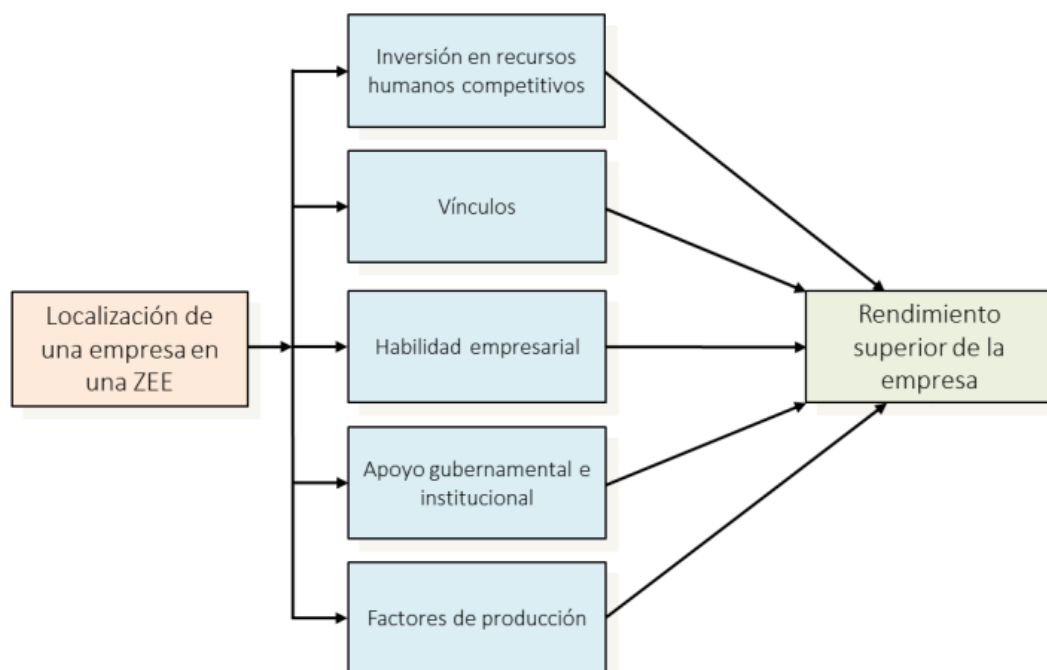 Inversión en recursos
humanos competitivos
Vínculos
Localización de
una empresa en
una ZEE
Habilidad empresarial
Rendimiento
superior de la
empresa
Apoyo gubernamental e
institucional
Factores de producción